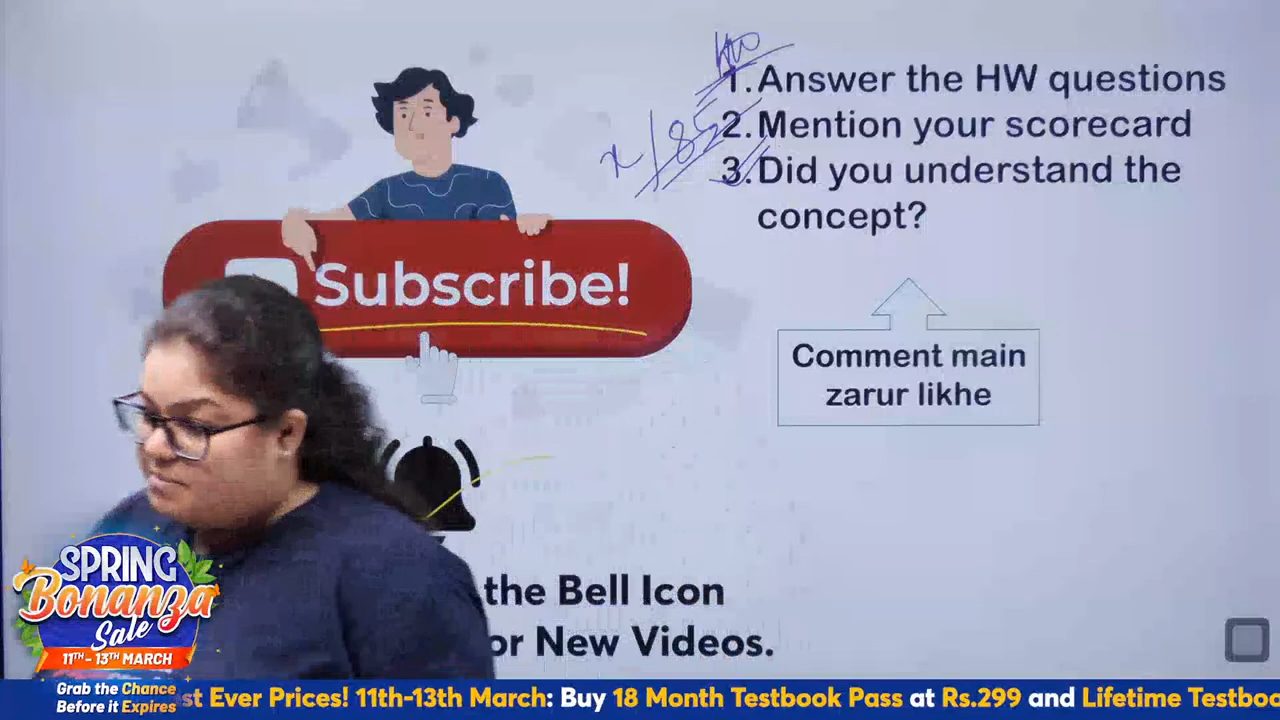 HW
1. Answer the HW questions
x/85
2. Mention your scorecard
3. Did you understand the
concept?
Subscribe!
Comment main
zarur likhe
the Bell Icon
or New Videos.
SPRING
Bonanza
Sale
11TH - 13TH MARCH
Grab the Chance
Before it Expires
st Ever Prices! 11th-13th March: Buy 18 Month Testbook Pass at Rs.299 and Lifetime Testboo